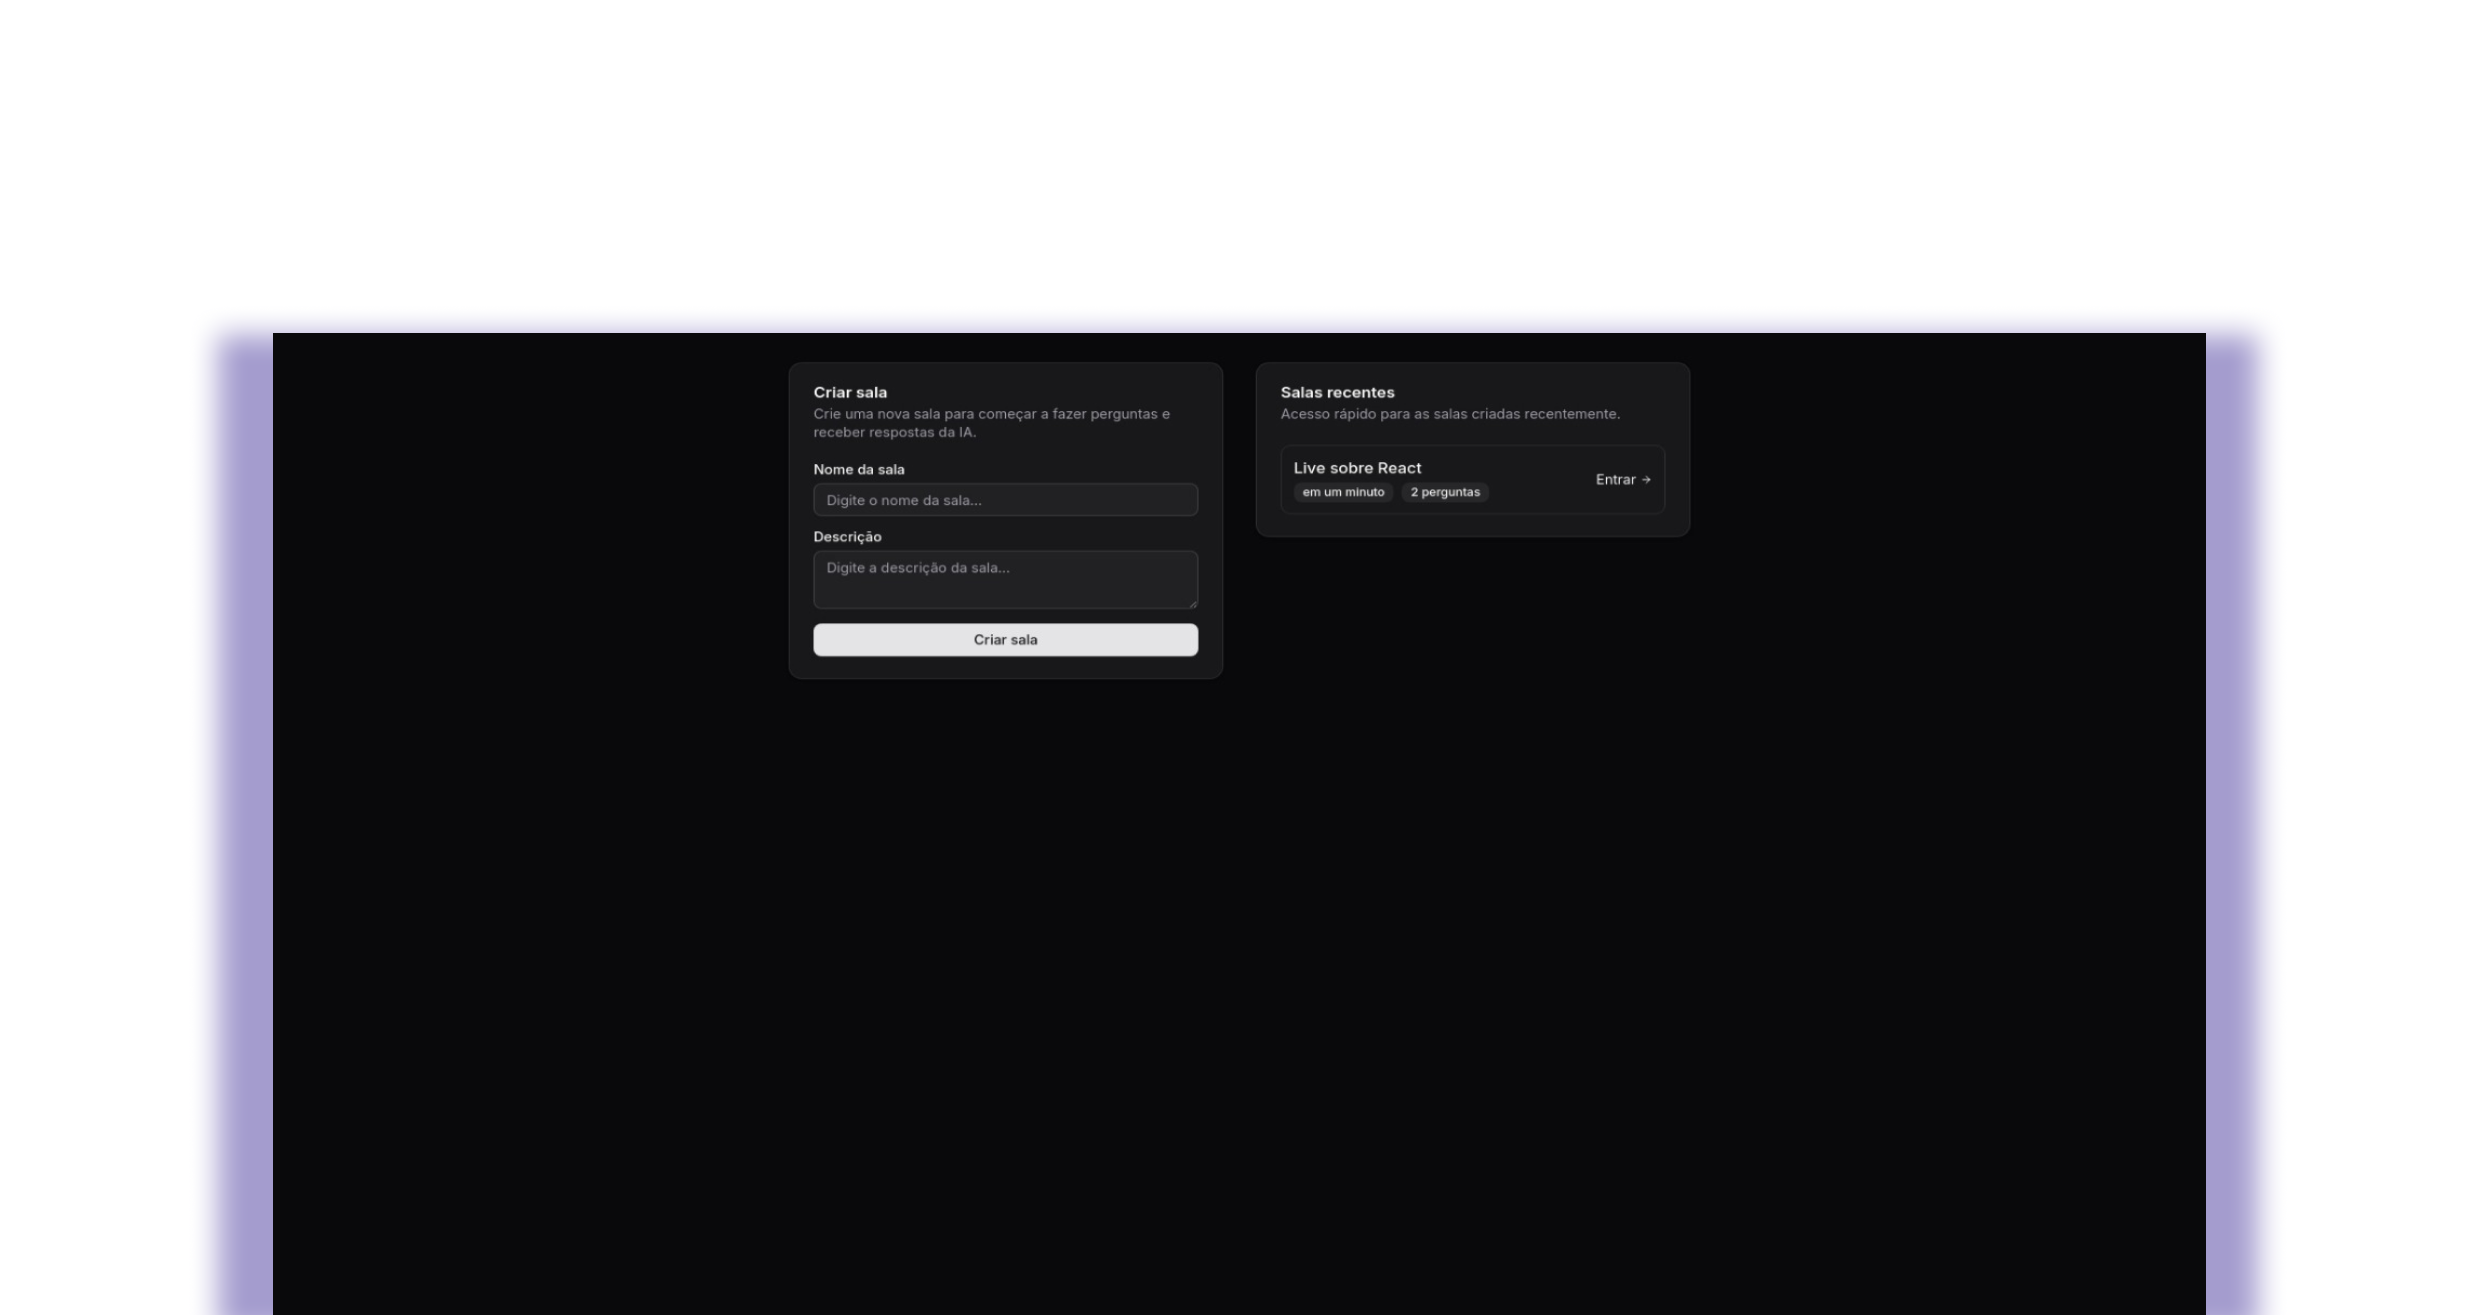 Criar sala
Crie uma nova sala para começar a fazer perguntas e
receber respostas da IA.
Nome da sala
Digite o nome da sala...
Descrição
Digite a descrição da sala...
Criar sala
Salas recentes
Acesso rápido para as salas criadas recentemente.
Live sobre React
em um minuto 2 perguntas
Entrar →